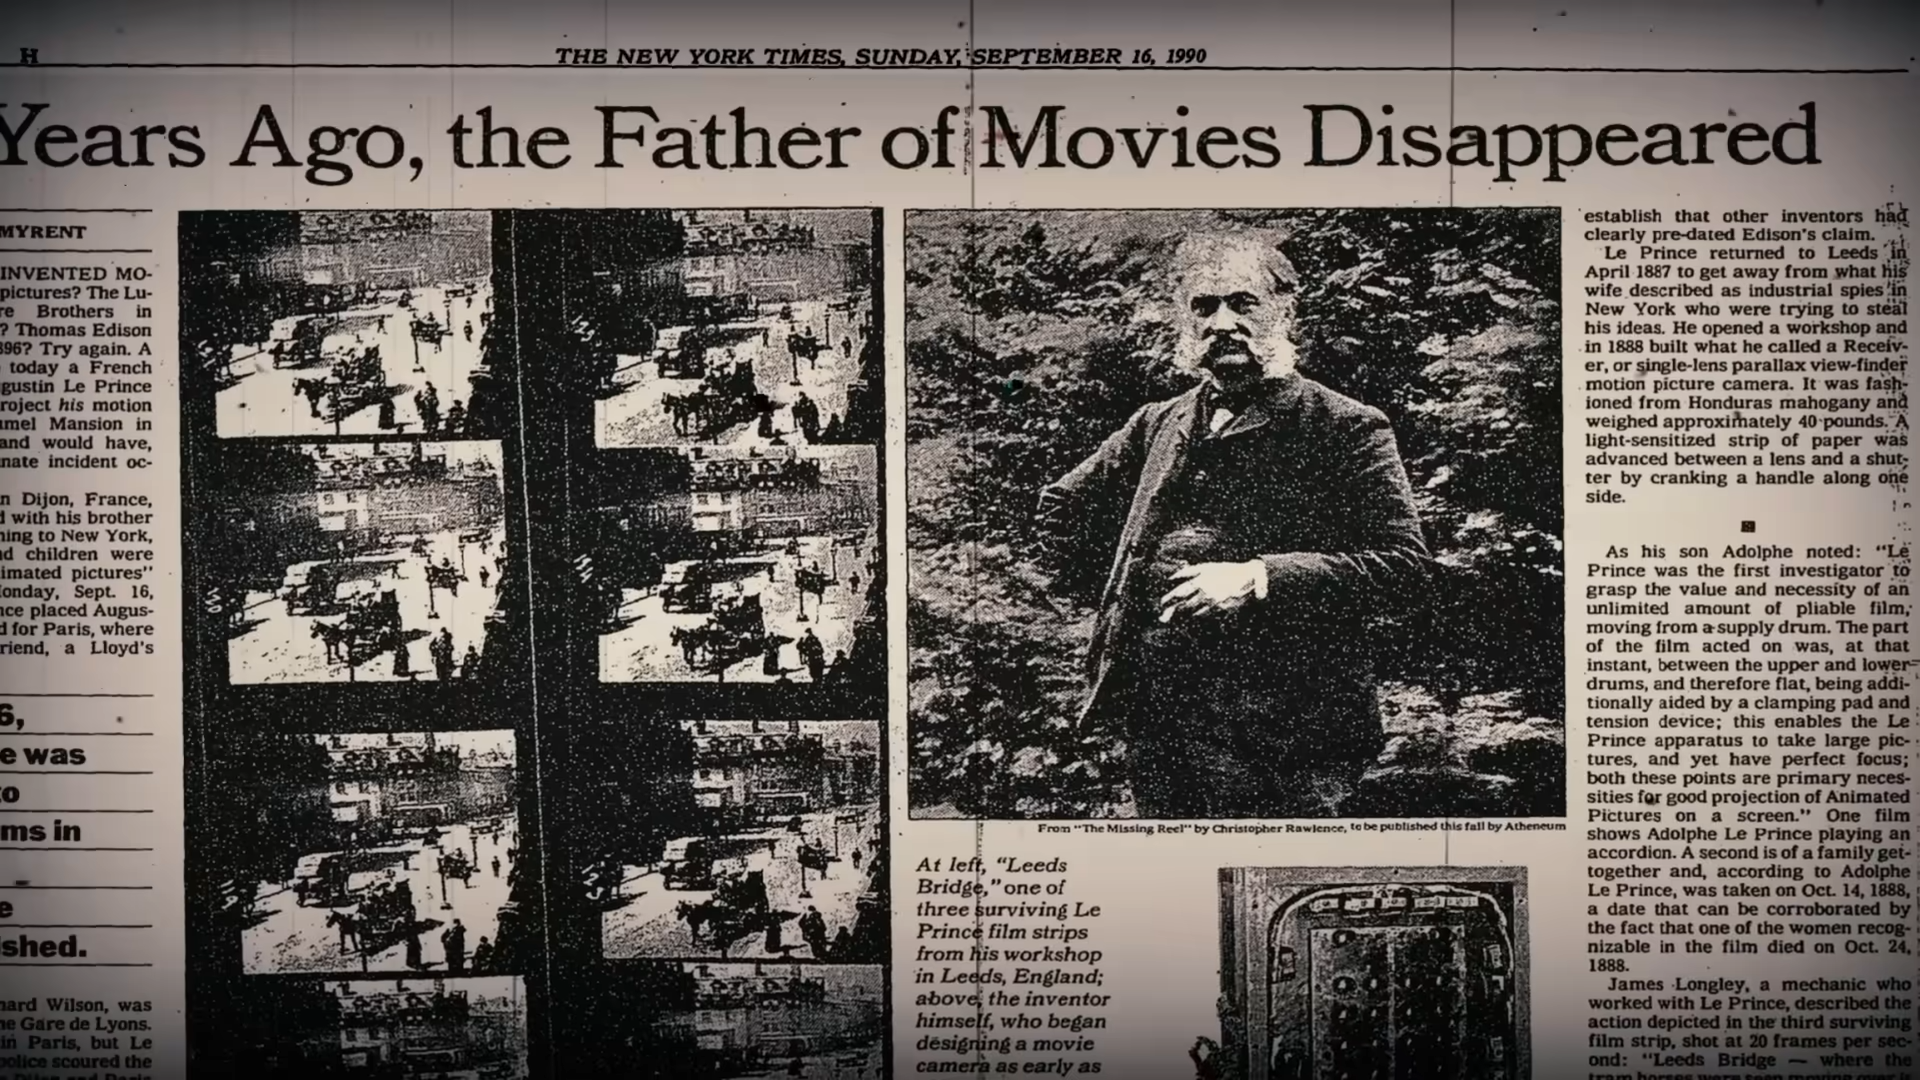 H
THE NEW YORK TIMES, SUNDAY, SEPTEMBER 16, 1990
Years Ago, the Father of Movies Disappeared
MYRENT
INVENTED MO-
pictures? The Lu-
re Brothers in
? Thomas Edison
896? Try again. A
today a French
gustin Le Prince
roject his motion
umel Mansion in
and would have,
nate incident oc-
n Dijon, France,
d with his brother
ning to New York,
nd children were
imated pictures"
onday, Sept. 16,
nce placed Augus-
d for Paris, where
riend, a Lloyd's
6,
e was
to
ms in
e
shed.
hard Wilson, was
he Gare de Lyons.
in Paris, but Le
police scoured the
From "The Missing Reel" by Christopher Rawlence, to be published this fall by Atheneum
At left, "Leeds
Bridge," one of
three surviving Le
Prince film strips
from his workshop
in Leeds, England;
above, the inventor
himself, who began
designing a movie
camera as early as
establish that other inventors had
clearly pre-dated Edison's claim.
Le Prince returned to Leeds in
April 1887 to get away from what his
wife described as industrial spies in
New York who were trying to steal
his ideas. He opened a workshop and
in 1888 built what he called a Receiv-
er, or single-lens parallax view-finder
motion picture camera. It was fash-
ioned from Honduras mahogany and
weighed approximately 40 pounds. A
light-sensitized strip of paper was
advanced between a lens and a shut-
ter by cranking a handle along one
side.
As his son Adolphe noted: "Le
Prince was the first investigator to
grasp the value and necessity of an
unlimited amount of pliable film,
moving from a supply drum. The part
of the film acted on was, at that
instant, between the upper and lower
drums, and therefore flat, being addi-
tionally aided by a clamping pad and
tension device; this enables the Le
Prince apparatus to take large pic-
tures, and yet have perfect focus;
both these points are primary neces-
sities for good projection of Animated
Pictures on a screen." One film
shows Adolphe Le Prince playing an
accordion. A second is of a family get-
together and, according to Adolphe
Le Prince, was taken on Oct. 14, 1888,
a date that can be corroborated by
the fact that one of the women recog-
nizable in the film died on Oct. 24,
1888.
James Longley, a mechanic who
worked with Le Prince, described the
action depicted in the third surviving
film strip, shot at 20 frames per sec-
ond: "Leeds Bridge — where the